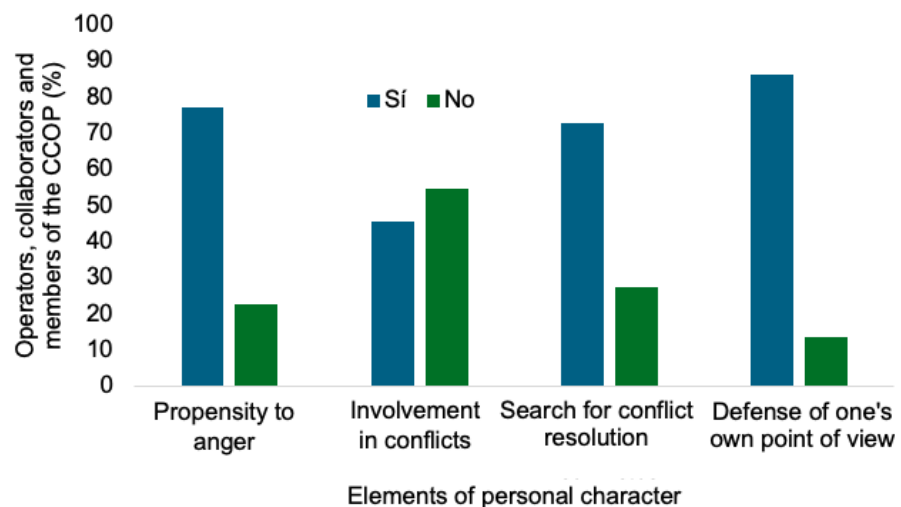 Operators, collaborators and
members of the CCOP (%)
100
90
80
70
60
50
40
30
20
10
0
Sí No
Propensity to
anger
Involvement
in conflicts
Search for conflict
resolution
Defense of one's
own point of view
Elements of personal character